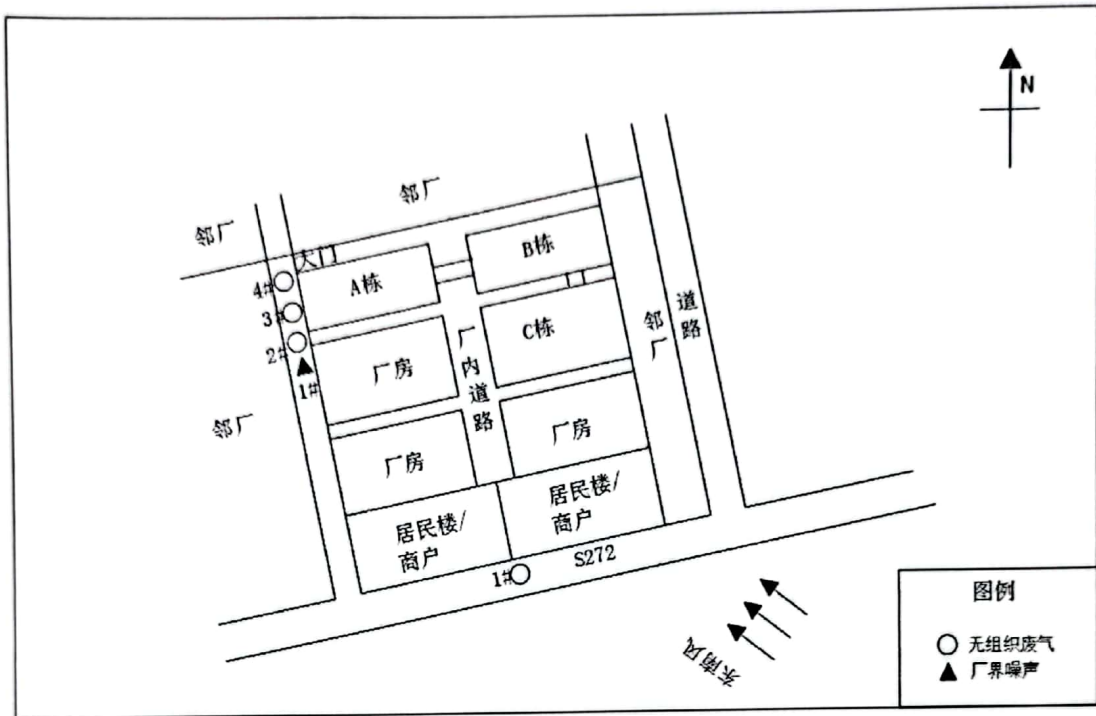 N
邻厂
邻厂
大门
B栋
A栋
4#
3#
2#
1#
C栋
厂房
厂内道路
邻厂
道路
邻厂
厂房
厂房
居民楼/
商户
居民楼/
商户
1#
S272
东南风
图例
无组织废气
厂界噪声